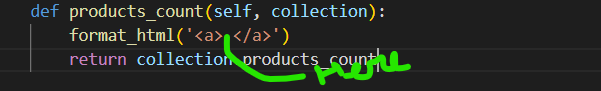 def products_count(self, collection):
format_html('<a> </a>')
return collection.products_count
here